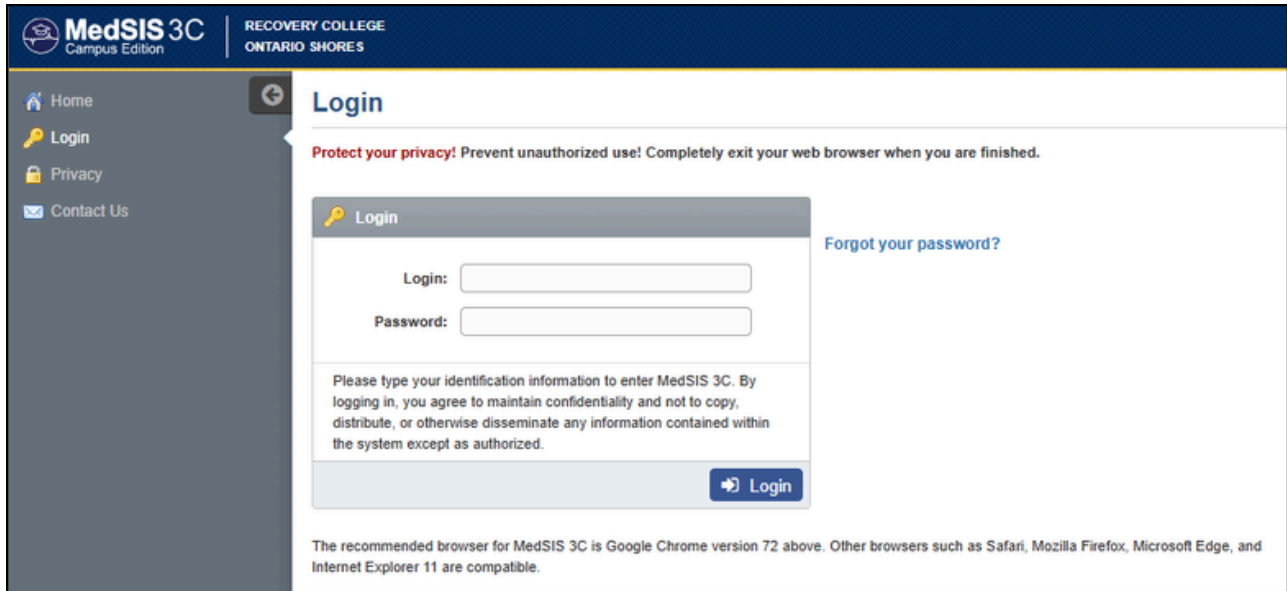 MedSIS 3C
Campus Edition
RECOVERY COLLEGE
ONTARIO SHORES
Home
Login
Privacy
Contact Us
Login
Protect your privacy! Prevent unauthorized use! Completely exit your web browser when you are finished.
Login
Forgot your password?
Login:
Password:
Please type your identification information to enter MedSIS 3C. By
logging in, you agree to maintain confidentiality and not to copy,
distribute, or otherwise disseminate any information contained within
the system except as authorized.
Login
The recommended browser for MedSIS 3C is Google Chrome version 72 above. Other browsers such as Safari, Mozilla Firefox, Microsoft Edge, and
Internet Explorer 11 are compatible.